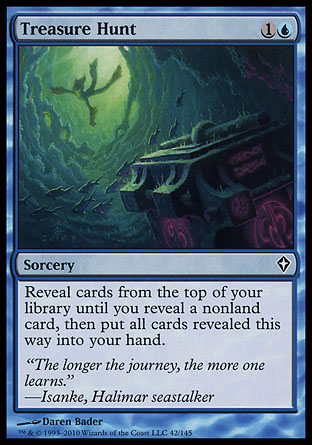 Treasure Hunt 1
Sorcery
Reveal cards from the top of your
library until you reveal a nonland
card, then put all cards revealed this
way into your hand.
“The longer the journey, the more one
learns.”
—Isanke, Halimar seastalker
Daren Bader
™ & © 1993–2010 Wizards of the Coast LLC 42/145